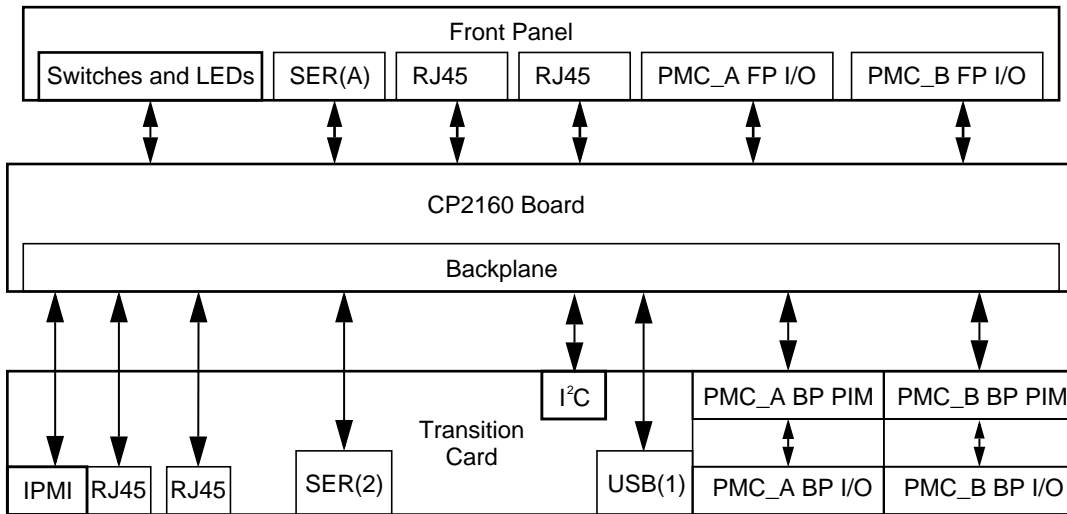 Front Panel
Switches and LEDs
SER(A)
RJ45
RJ45
PMC_A FP I/O
PMC_B FP I/O
CP2160 Board
Backplane
I²C
PMC_A BP PIM
PMC_B BP PIM
Transition
Card
IPMI
RJ45
RJ45
SER(2)
USB(1)
PMC_A BP I/O
PMC_B BP I/O